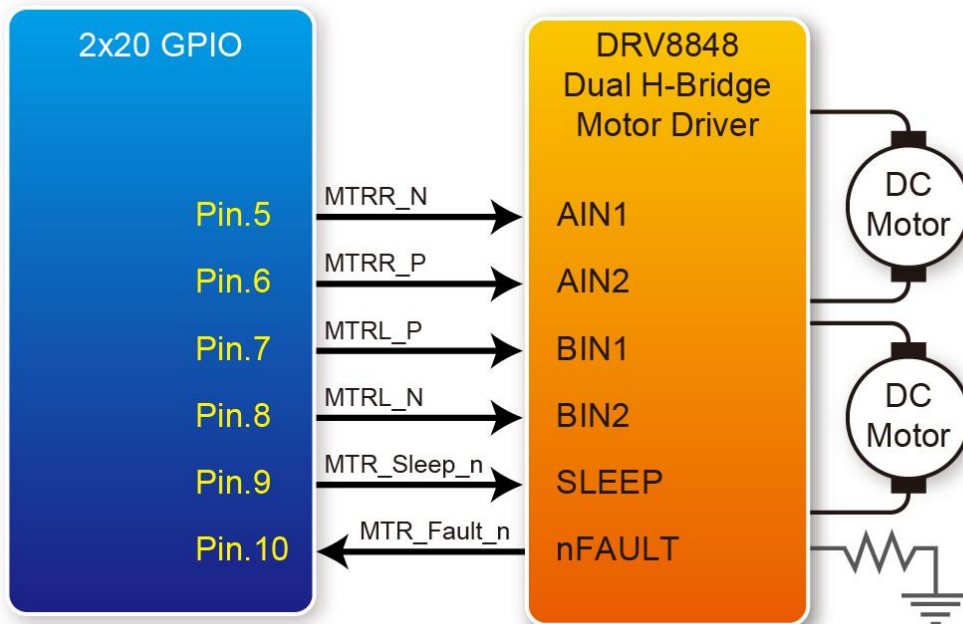 2x20 GPIO
DRV8848
Dual H-Bridge
Motor Driver
Pin.5
MTRR_N
AIN1
Pin.6
MTRR_P
AIN2
Pin.7
MTRL_P
BIN1
Pin.8
MTRL_N
BIN2
Pin.9
MTR_Sleep_n
SLEEP
Pin.10
MTR_Fault_n
nFAULT
DC
Motor
DC
Motor